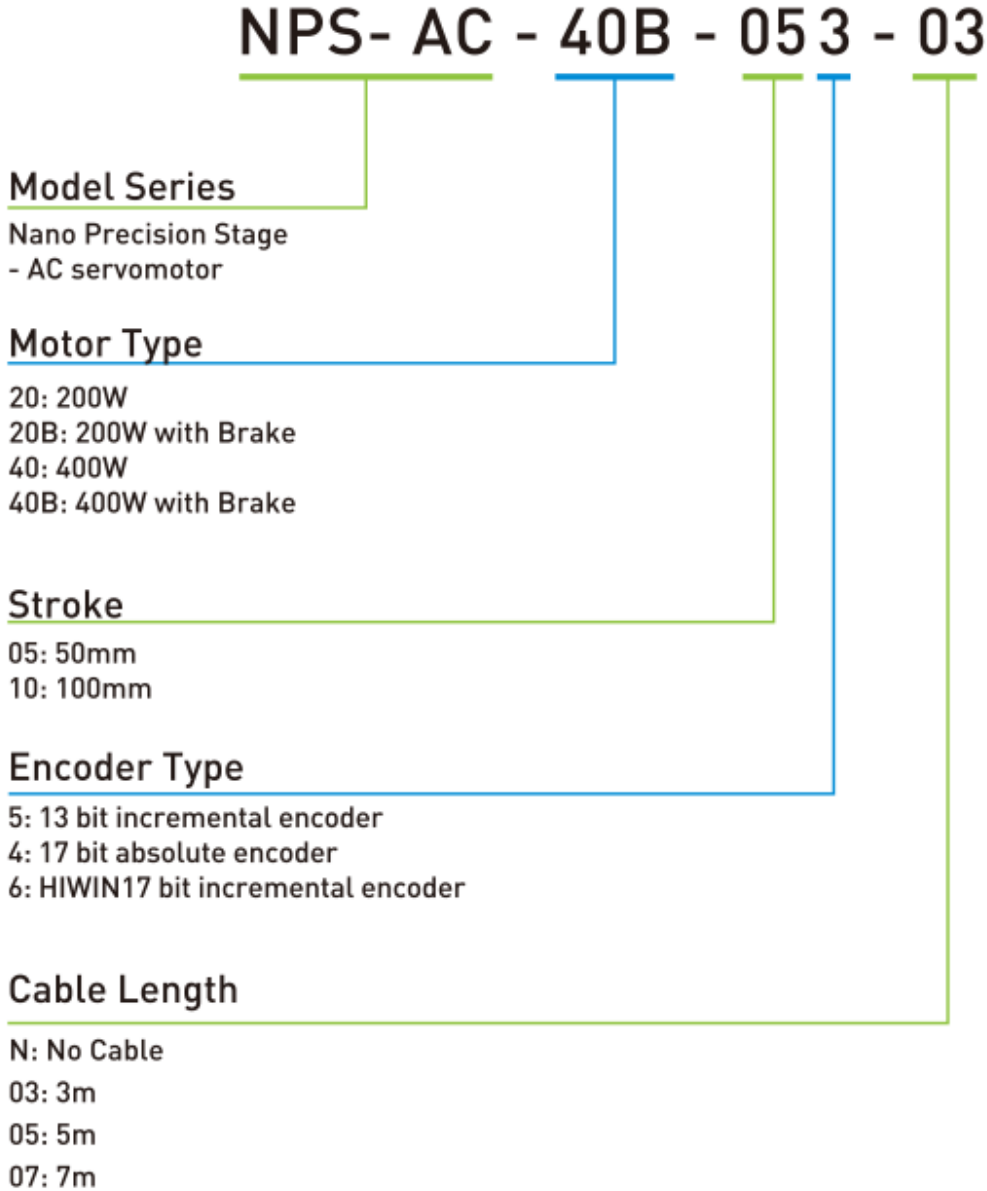 NPS- AC - 40B - 053 - 03
Model Series
Nano Precision Stage
- AC servomotor
Motor Type
20: 200W
20B: 200W with Brake
40: 400W
40B: 400W with Brake
Stroke
05: 50mm
10: 100mm
Encoder Type
5: 13 bit incremental encoder
4: 17 bit absolute encoder
6: HIWIN17 bit incremental encoder
Cable Length
N: No Cable
03: 3m
05: 5m
07: 7m